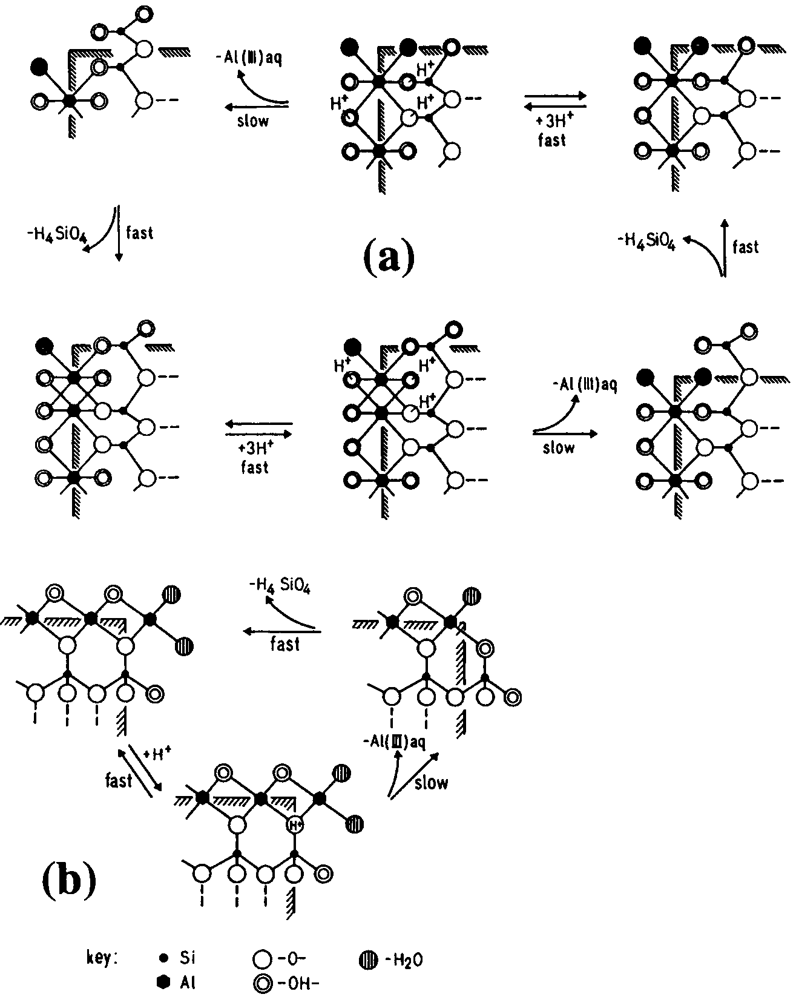 -Al(III)aq
slow
H⁺
H⁺
H⁺
+3H⁺
fast
-H₄SiO₄
fast
(a)
-H₄SiO₄
fast
H⁺
H⁺
H⁺
+3H⁺
fast
-Al(III)aq
slow
-H₄SiO₄
fast
+H⁺
fast
-Al(III)aq
slow
H⁺
(b)
key: Si -O- -H₂O
Al -OH-